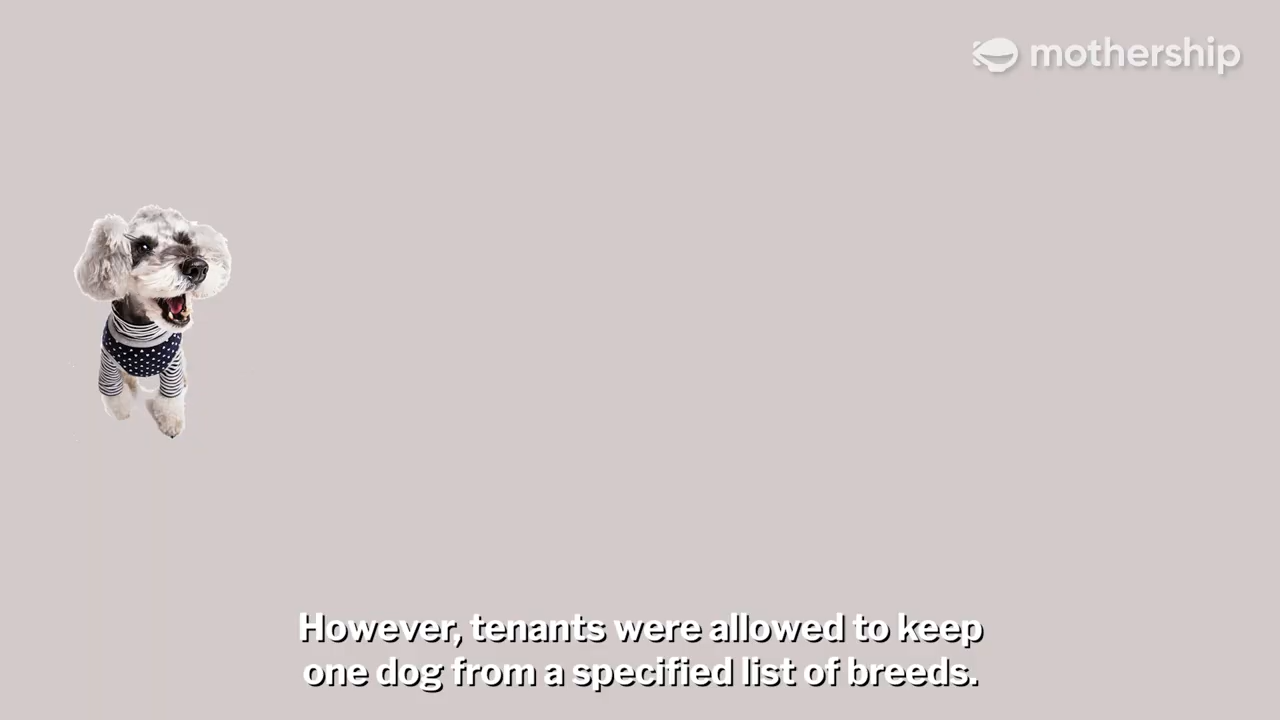 mothership
However, tenants were allowed to keep
one dog from a specified list of breeds.